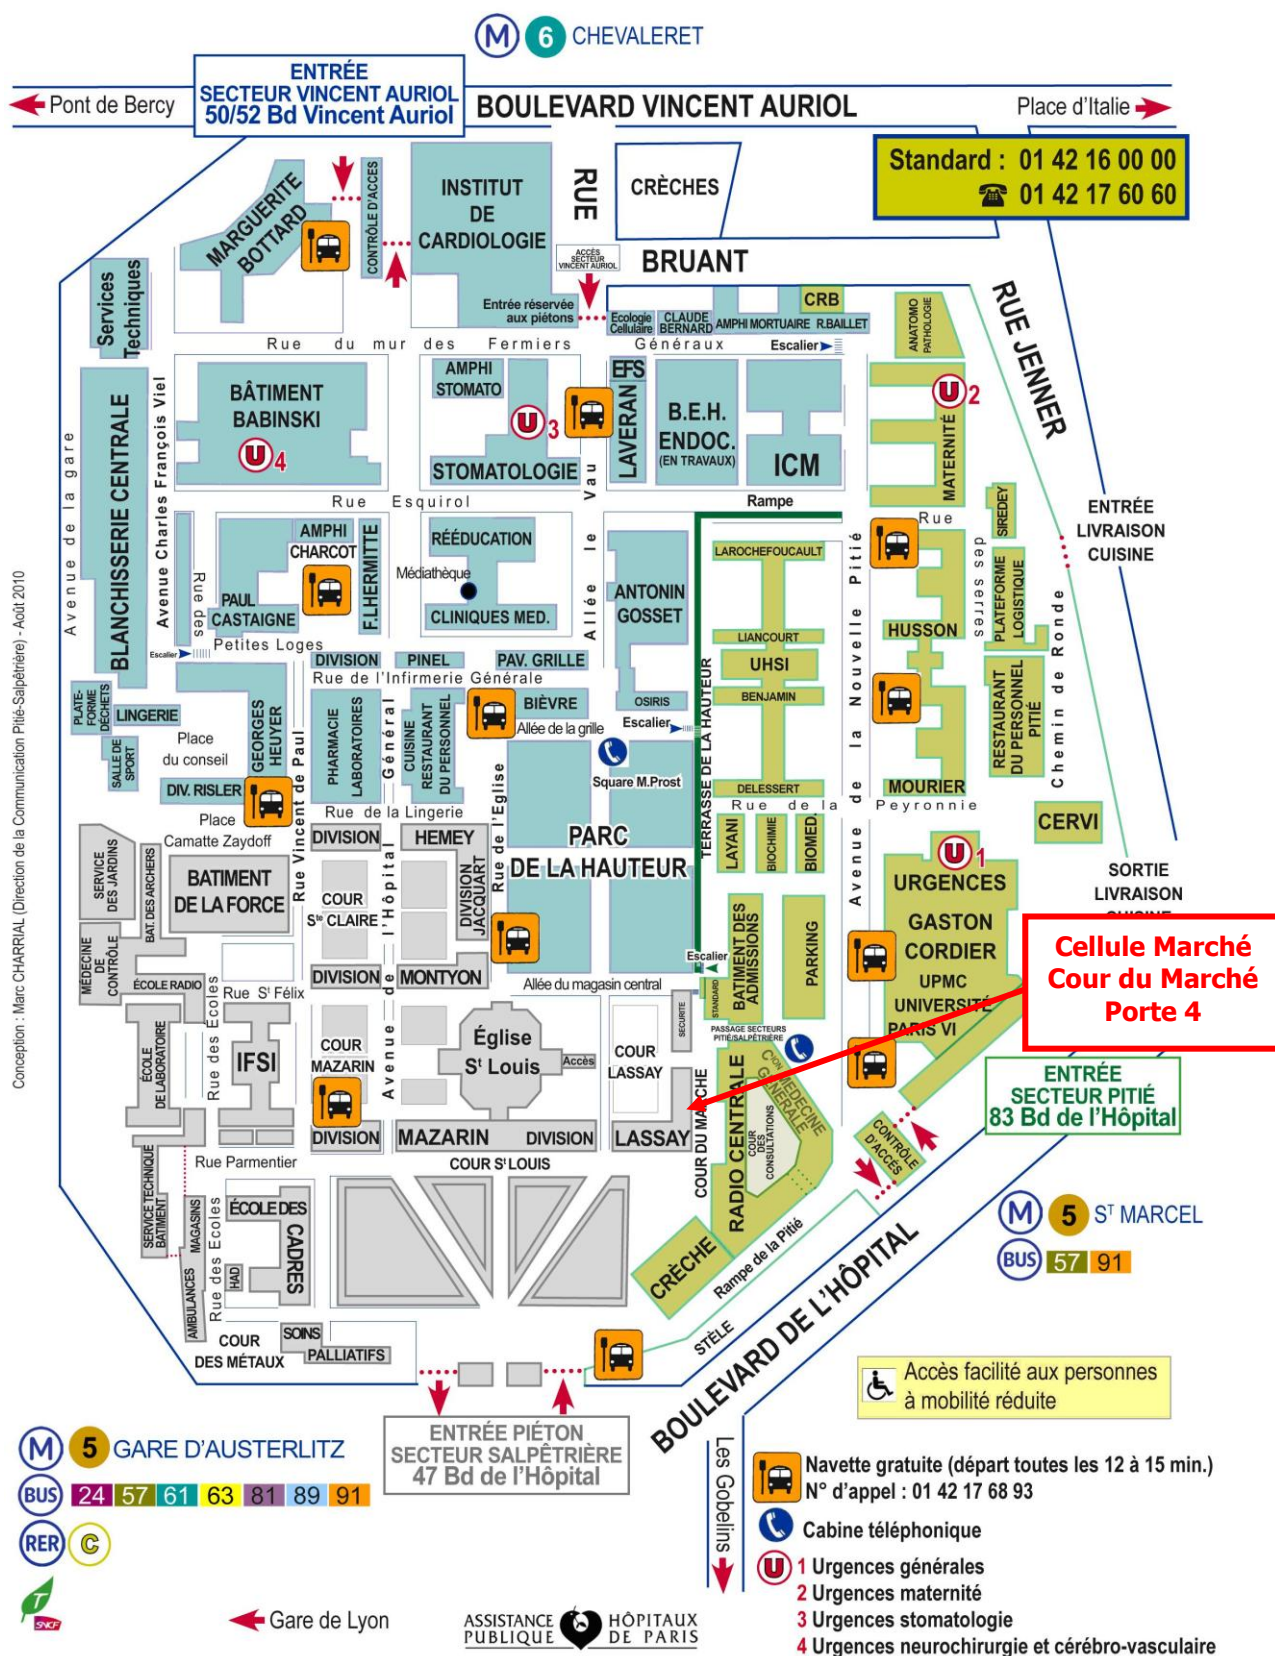 M 6 CHEVALERET
ENTRÉE
SECTEUR VINCENT AURIOL
50/52 Bd Vincent Auriol
Pont de Bercy
BOULEVARD VINCENT AURIOL
Place d'Italie
Standard : 01 42 16 00 00
01 42 17 60 60
MARGUERITE
BOTTARD
CONTRÔLE D'ACCES
INSTITUT
DE
CARDIOLOGIE
RUE
CRÈCHES
ACCÈS
SECTEUR
VINCENT AURIOL
BRUANT
RUE JENNER
Services
Techniques
Entrée réservée
aux piétons
Ecologie
Cellulaire
CLAUDE
BERNARD
AMPHI MORTUAIRE
R.BAILLET
CRB
ANATOMO
PATHOLOGIE
Rue du mur des Fermiers Généraux
Escalier
BLANCHISSERIE CENTRALE
Avenue de la gare
Avenue Charles François Viel
BÂTIMENT
BABINSKI
U 4
AMPHI
STOMATO
U 3
STOMATOLOGIE
EFS
LAVERAN
B.E.H.
ENDOC.
(EN TRAVAUX)
ICM
U 2
MATERNITÉ
Rue Esquirol
Rampe
Rue
des serres
SIREDEY
ENTRÉE
LIVRAISON
CUISINE
AMPHI
CHARCOT
F.LHERMITTE
PAUL
CASTAIGNE
Rue des
Petites Loges
Escalier
RÉÉDUCATION
Médiathèque
CLINIQUES MED.
Allée le Vau
ANTONIN
GOSSET
OSIRIS
LAROCHEFOUCAULT
LIANCOURT
UHSI
BENJAMIN
DELESSERT
HUSSON
MOURIER
PLATEFORME
LOGISTIQUE
RESTAURANT
DU PERSONNEL
PITIÉ
Chemin de Ronde
Avenue de la Nouvelle Pitié
TERRASSE DE LA HAUTEUR
DIVISION
PINEL
PAV. GRILLE
Rue de l'Infirmerie Générale
PLATE-
FORME
DÉCHETS
LINGERIE
SALLE DE
SPORT
Place
du conseil
GEORGES
HEUYER
DIV. RISLER
Place
Camatte Zaydoff
Rue Vincent de Paul
PHARMACIE
LABORATOIRES
Avenue de l'Hôpital Général
CUISINE
RESTAURANT
DU PERSONNEL
BIÈVRE
Allée de la grille
Escalier
Square M.Prost
Rue de la Lingerie
Rue de l'Eglise
PARC
DE LA HAUTEUR
Rue de la Peyronnie
LAYANI
BIOCHIMIE
BIOMED.
CERVI
SERVICE
DES JARDINS
BAT. DES ARCHERS
BATIMENT
DE LA FORCE
DIVISION
HEMEY
COUR
Ste CLAIRE
DIVISION
JACQUART
DIVISION
MONTYON
U 1
URGENCES
GASTON
CORDIER
UPMC
UNIVERSITÉ
PARIS VI
SORTIE
LIVRAISON
Cellule Marché
Cour du Marché
Porte 4
MÉDECINE
DE
CONTRÔLE
ÉCOLE RADIO
Rue St Félix
Allée du magasin central
Escalier
STANDARD
BATIMENT DES
ADMISSIONS
PARKING
PASSAGE SECTEURS
PITIÉ/SALPÊTRIÈRE
ÉCOLE
DE LABORATOIRE
Rue des Ecoles
IFSI
COUR
MAZARIN
DIVISION
MAZARIN
DIVISION
Église
St Louis
Accès
COUR
LASSAY
SECURITE
LASSAY
COUR DU MARCHE
RADIO CENTRALE
Cion MÉDECINE
GÉNÉRALE
COUR
DES
CONSULTATIONS
CONTRÔLE
D'ACCÈS
ENTRÉE
SECTEUR PITIÉ
83 Bd de l'Hôpital
Rue Parmentier
COUR St LOUIS
SERVICE TECHNIQUE
BATIMENT
MAGASINS
AMBULANCES
Rue des Ecoles
ÉCOLE DES
CADRES
HAD
COUR
DES MÉTAUX
SOINS
PALLIATIFS
CRÈCHE
Rampe de la Pitié
STÈLE
BOULEVARD DE L'HÔPITAL
M 5 ST MARCEL
BUS 57 91
Accès facilité aux personnes
à mobilité réduite
ENTRÉE PIÉTON
SECTEUR SALPÊTRIÈRE
47 Bd de l'Hôpital
M 5 GARE D'AUSTERLITZ
BUS 24 57 61 63 81 89 91
RER C
T
SNCF
Gare de Lyon
ASSISTANCE HÔPITAUX
PUBLIQUE DE PARIS
Les Gobelins
Navette gratuite (départ toutes les 12 à 15 min.)
N° d'appel : 01 42 17 68 93
Cabine téléphonique
U 1 Urgences générales
2 Urgences maternité
3 Urgences stomatologie
4 Urgences neurochirurgie et cérébro-vasculaire
Conception : Marc CHARRIAL (Direction de la Communication Pitié-Salpêtrière) - Août 2010